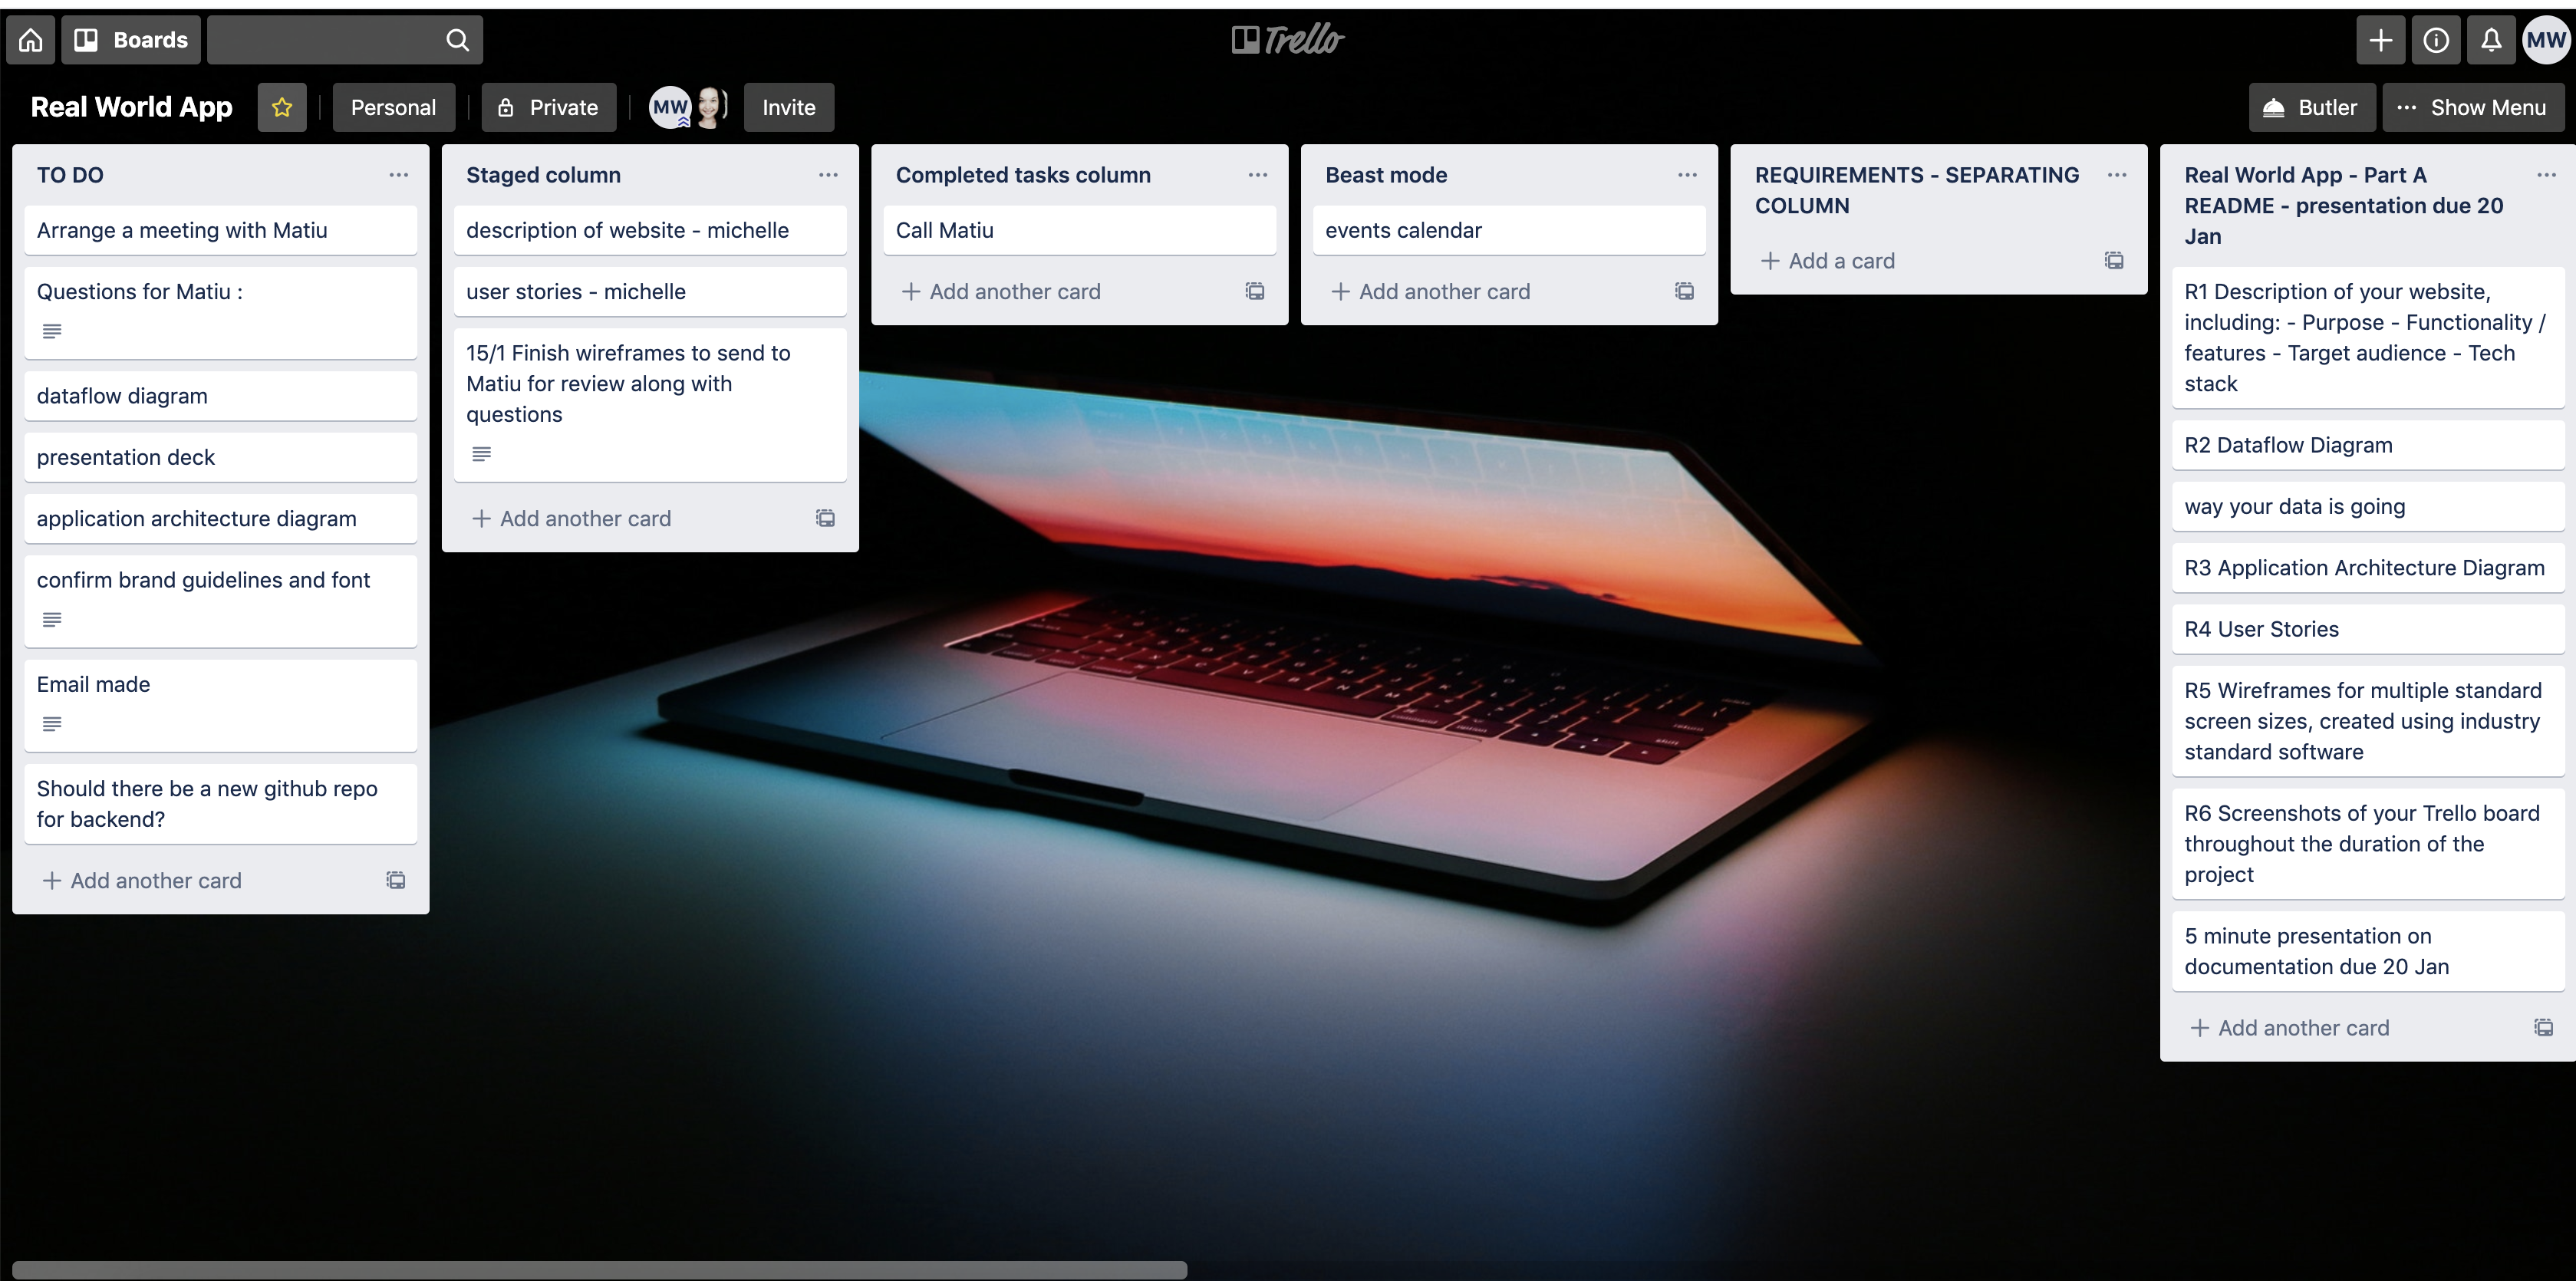 Boards
Trello
MW
Real World App
Personal
Private
MW
Invite
Butler
Show Menu
TO DO
Arrange a meeting with Matiu
Questions for Matiu :
dataflow diagram
presentation deck
application architecture diagram
confirm brand guidelines and font
Email made
Should there be a new github repo
for backend?
Add another card
Staged column
description of website - michelle
user stories - michelle
15/1 Finish wireframes to send to
Matiu for review along with
questions
Add another card
Completed tasks column
Call Matiu
Add another card
Beast mode
events calendar
Add another card
REQUIREMENTS - SEPARATING
COLUMN
Add a card
Real World App - Part A
README - presentation due 20
Jan
R1 Description of your website,
including: - Purpose - Functionality /
features - Target audience - Tech
stack
R2 Dataflow Diagram
way your data is going
R3 Application Architecture Diagram
R4 User Stories
R5 Wireframes for multiple standard
screen sizes, created using industry
standard software
R6 Screenshots of your Trello board
throughout the duration of the
project
5 minute presentation on
documentation due 20 Jan
Add another card